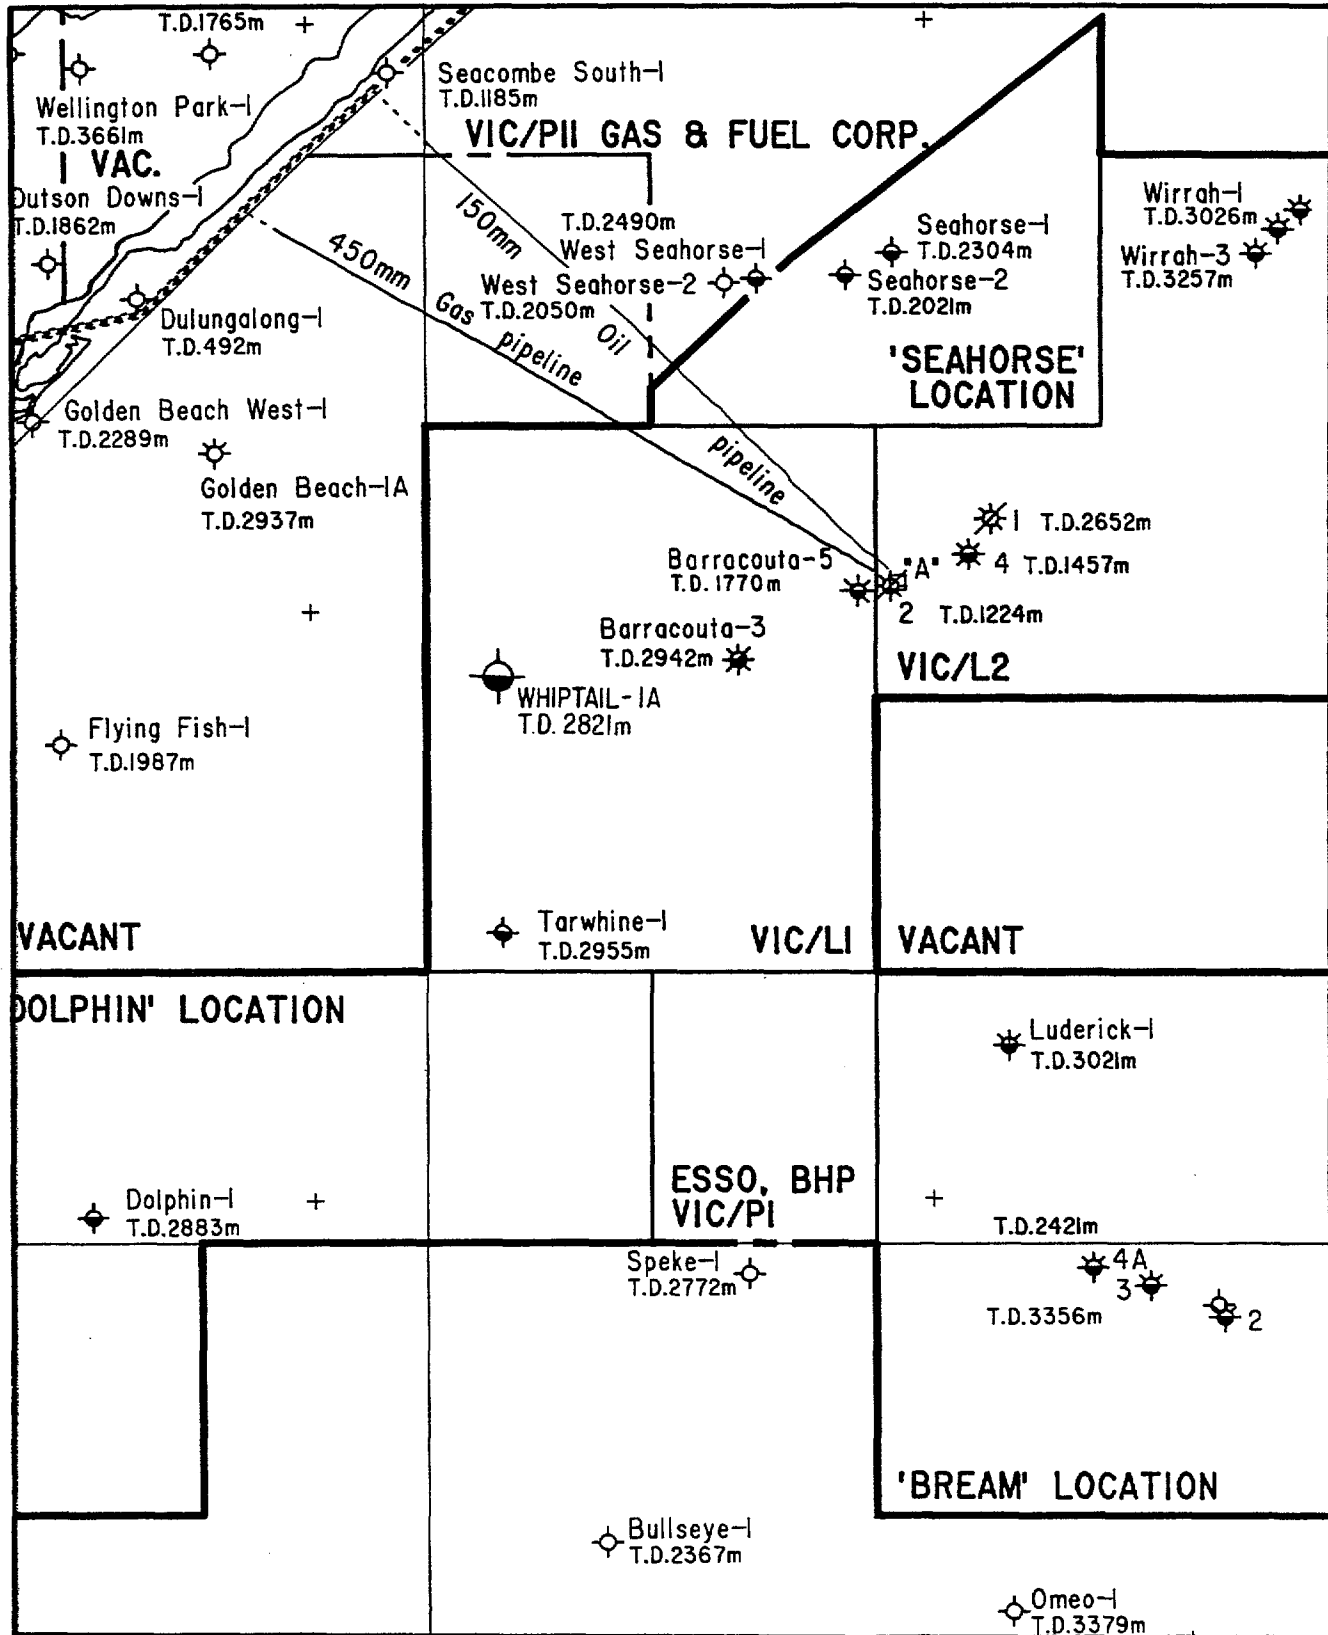 T.D.1765m
Seacombe South-1
T.D.1185m
Wellington Park-1
T.D.3661m
VAC.
VIC/P11 GAS & FUEL CORP.
Dutson Downs-1
T.D.1862m
Wirrah-1
T.D.3026m
Wirrah-3
T.D.3257m
150mm
Oil
pipeline
450mm
Gas
pipeline
T.D.2490m
West Seahorse-1
West Seahorse-2
T.D.2050m
Seahorse-1
T.D.2304m
Seahorse-2
T.D.2021m
Dulungalong-1
T.D.492m
'SEAHORSE'
LOCATION
Golden Beach West-1
T.D.2289m
Golden Beach-1A
T.D.2937m
1 T.D.2652m
4 T.D.1457m
Barracouta-5
T.D.1770m
"A"
2 T.D.1224m
Barracouta-3
T.D.2942m
VIC/L2
WHIPTAIL-1A
T.D. 2821m
Flying Fish-1
T.D.1987m
Tarwhine-1
T.D.2955m
VACANT
VIC/L1
VACANT
DOLPHIN' LOCATION
Luderick-1
T.D.3021m
ESSO, BHP
VIC/P1
Dolphin-1
T.D.2883m
T.D.2421m
Speke-1
T.D.2772m
4A
3
T.D.3356m
2
'BREAM' LOCATION
Bullseye-1
T.D.2367m
Omeo-1
T.D.3379m